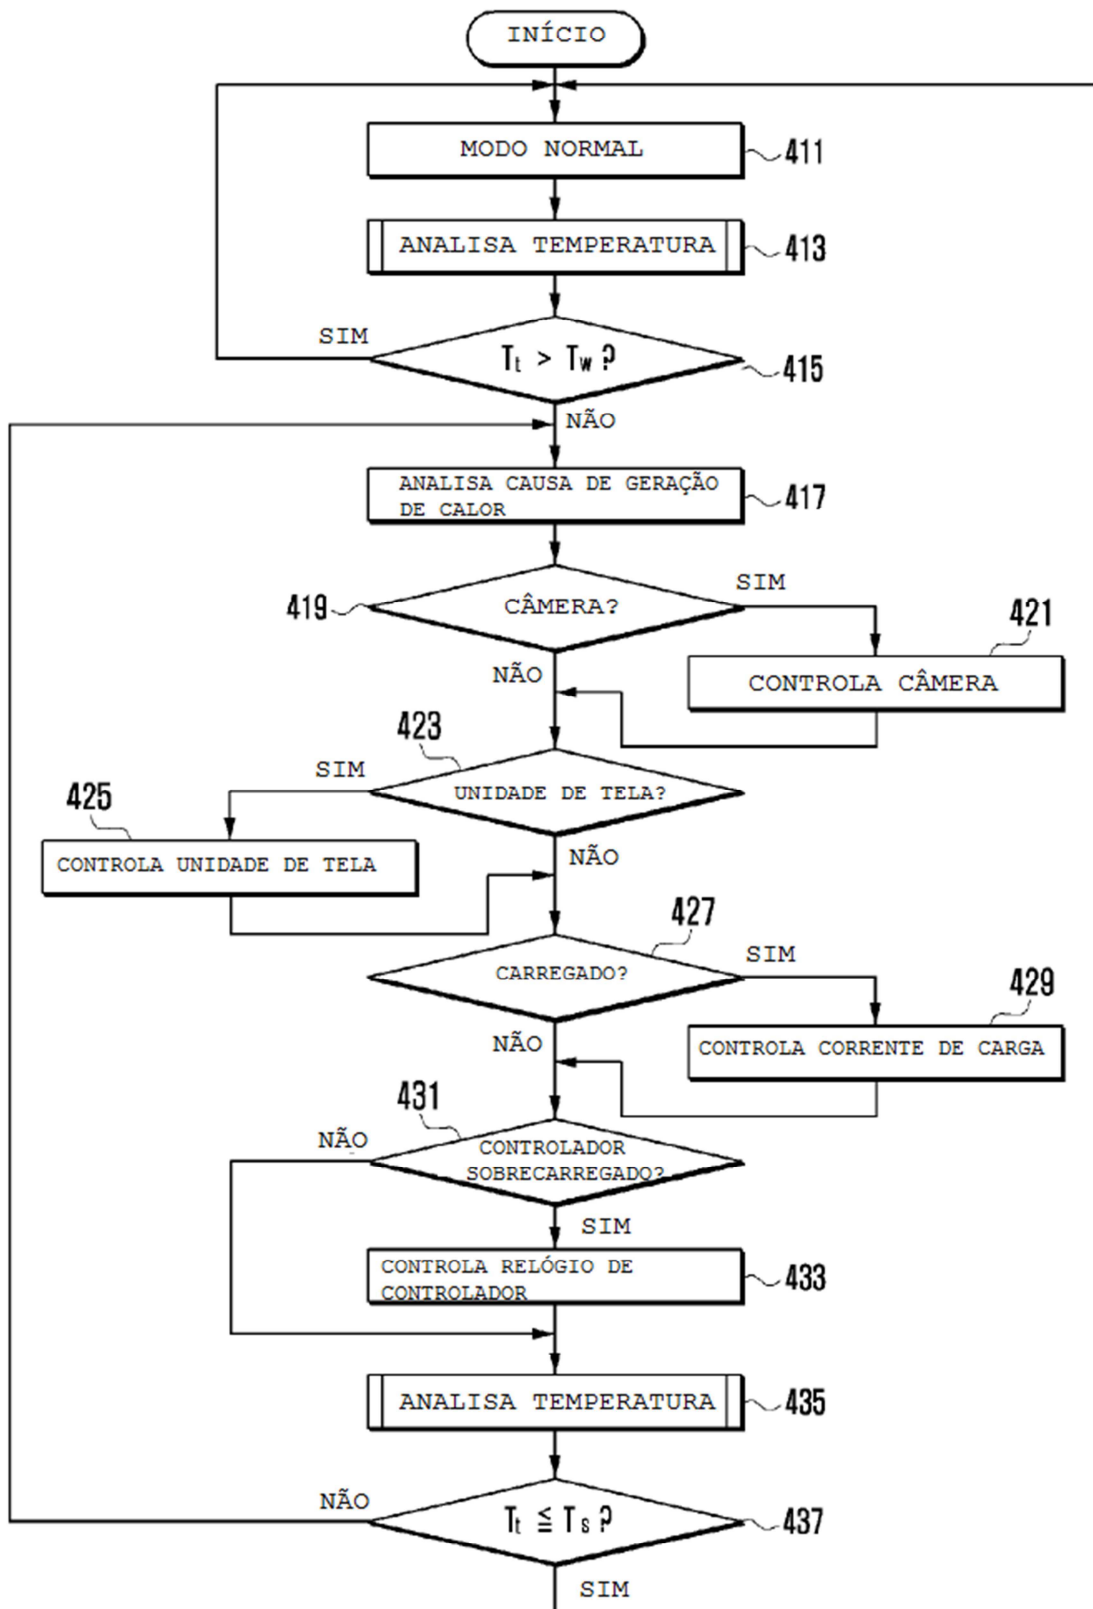 INÍCIO
MODO NORMAL
411
ANALISA TEMPERATURA
413
SIM
Tt > Tw ?
415
NÃO
ANALISA CAUSA DE GERAÇÃO
DE CALOR
417
419
CÂMERA?
SIM
421
CONTROLA CÂMERA
NÃO
423
SIM
UNIDADE DE TELA?
425
CONTROLA UNIDADE DE TELA
NÃO
427
CARREGADO?
SIM
429
CONTROLA CORRENTE DE CARGA
NÃO
431
NÃO
CONTROLADOR
SOBRECARREGADO?
SIM
CONTROLA RELÓGIO DE
CONTROLADOR
433
ANALISA TEMPERATURA
435
NÃO
Tt ≦ Ts ?
437
SIM